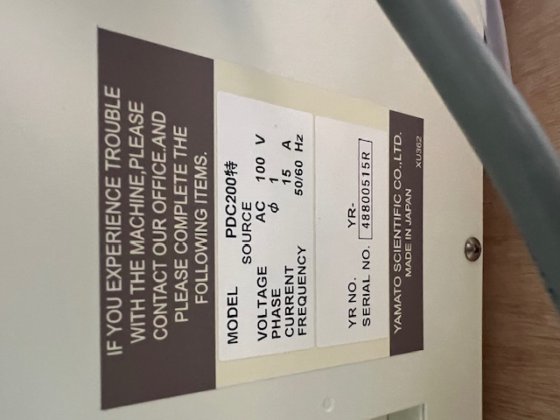 IF YOU EXPERIENCE TROUBLE
WITH THE MACHINE,PLEASE
CONTACT OUR OFFICE.AND
PLEASE COMPLETE THE
FOLLOWING ITEMS.
MODEL PDC200特
SOURCE
VOLTAGE AC 100 V
PHASE ϕ 1
CURRENT 15 A
FREQUENCY 50/60 Hz
YR NO. YR-
SERIAL NO. 48800515R
YAMATO SCIENTIFIC CO.,LTD.
MADE IN JAPAN
XU362